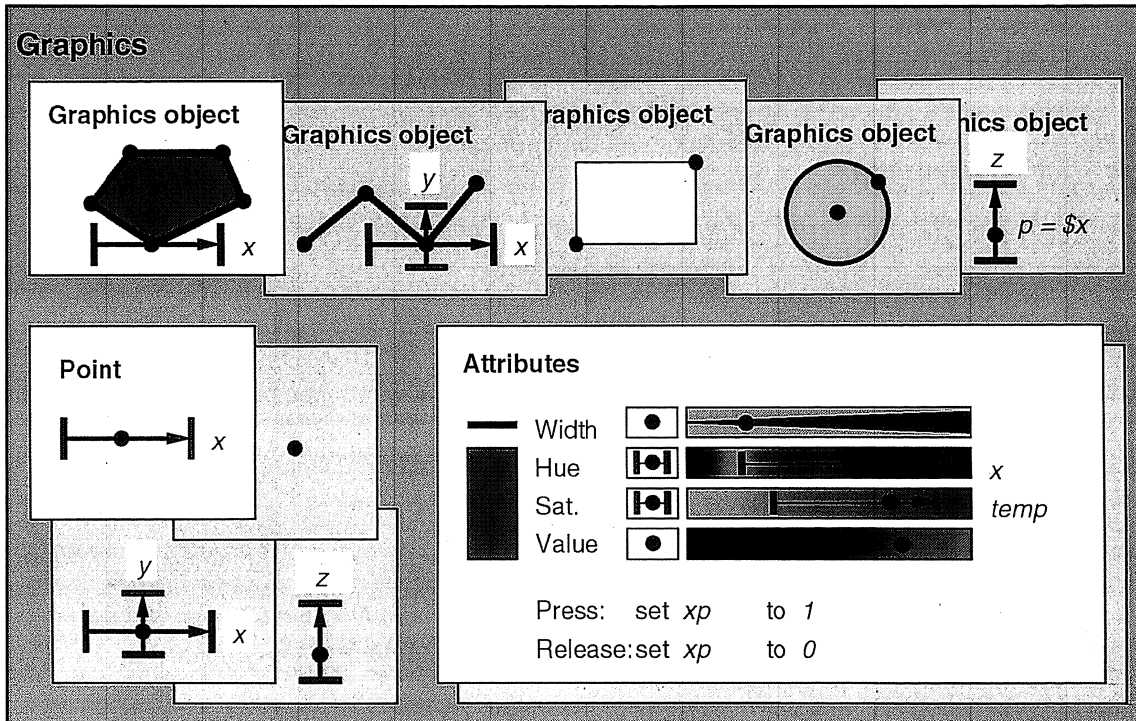 Graphics
Graphics object
x
Graphics object
y
x
raphics object
Graphics object
nics object
z
p = $x
Point
x
y
x
z
Attributes
Width
Hue
x
Sat.
temp
Value
Press: set xp to 1
Release: set xp to 0